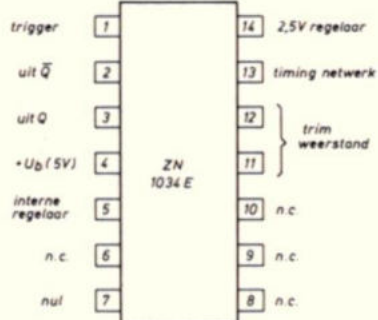 trigger 1 14 2,5V regelaar
uit Q̅ 2 13 timing netwerk
uit Q 3 12
trim
weerstand
+Ub (5V) 4 11
ZN
1034 E
interne
regelaar 5 10 n.c.
n.c. 6 9 n.c.
nul 7 8 n.c.